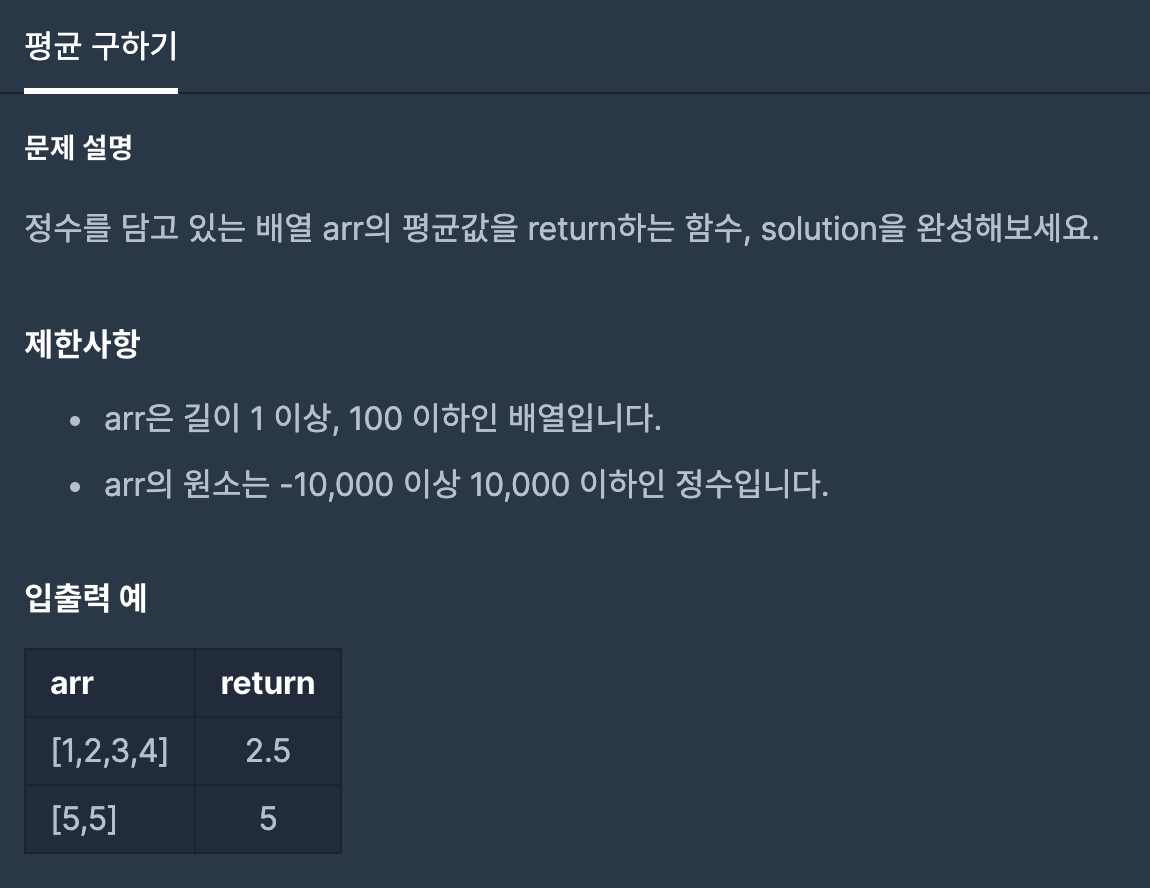 평균 구하기
문제 설명
정수를 담고 있는 배열 arr의 평균값을 return하는 함수, solution을 완성해보세요.
제한사항
• arr은 길이 1 이상, 100 이하인 배열입니다.
• arr의 원소는 -10,000 이상 10,000 이하인 정수입니다.
입출력 예
arr return
[1,2,3,4] 2.5
[5,5] 5